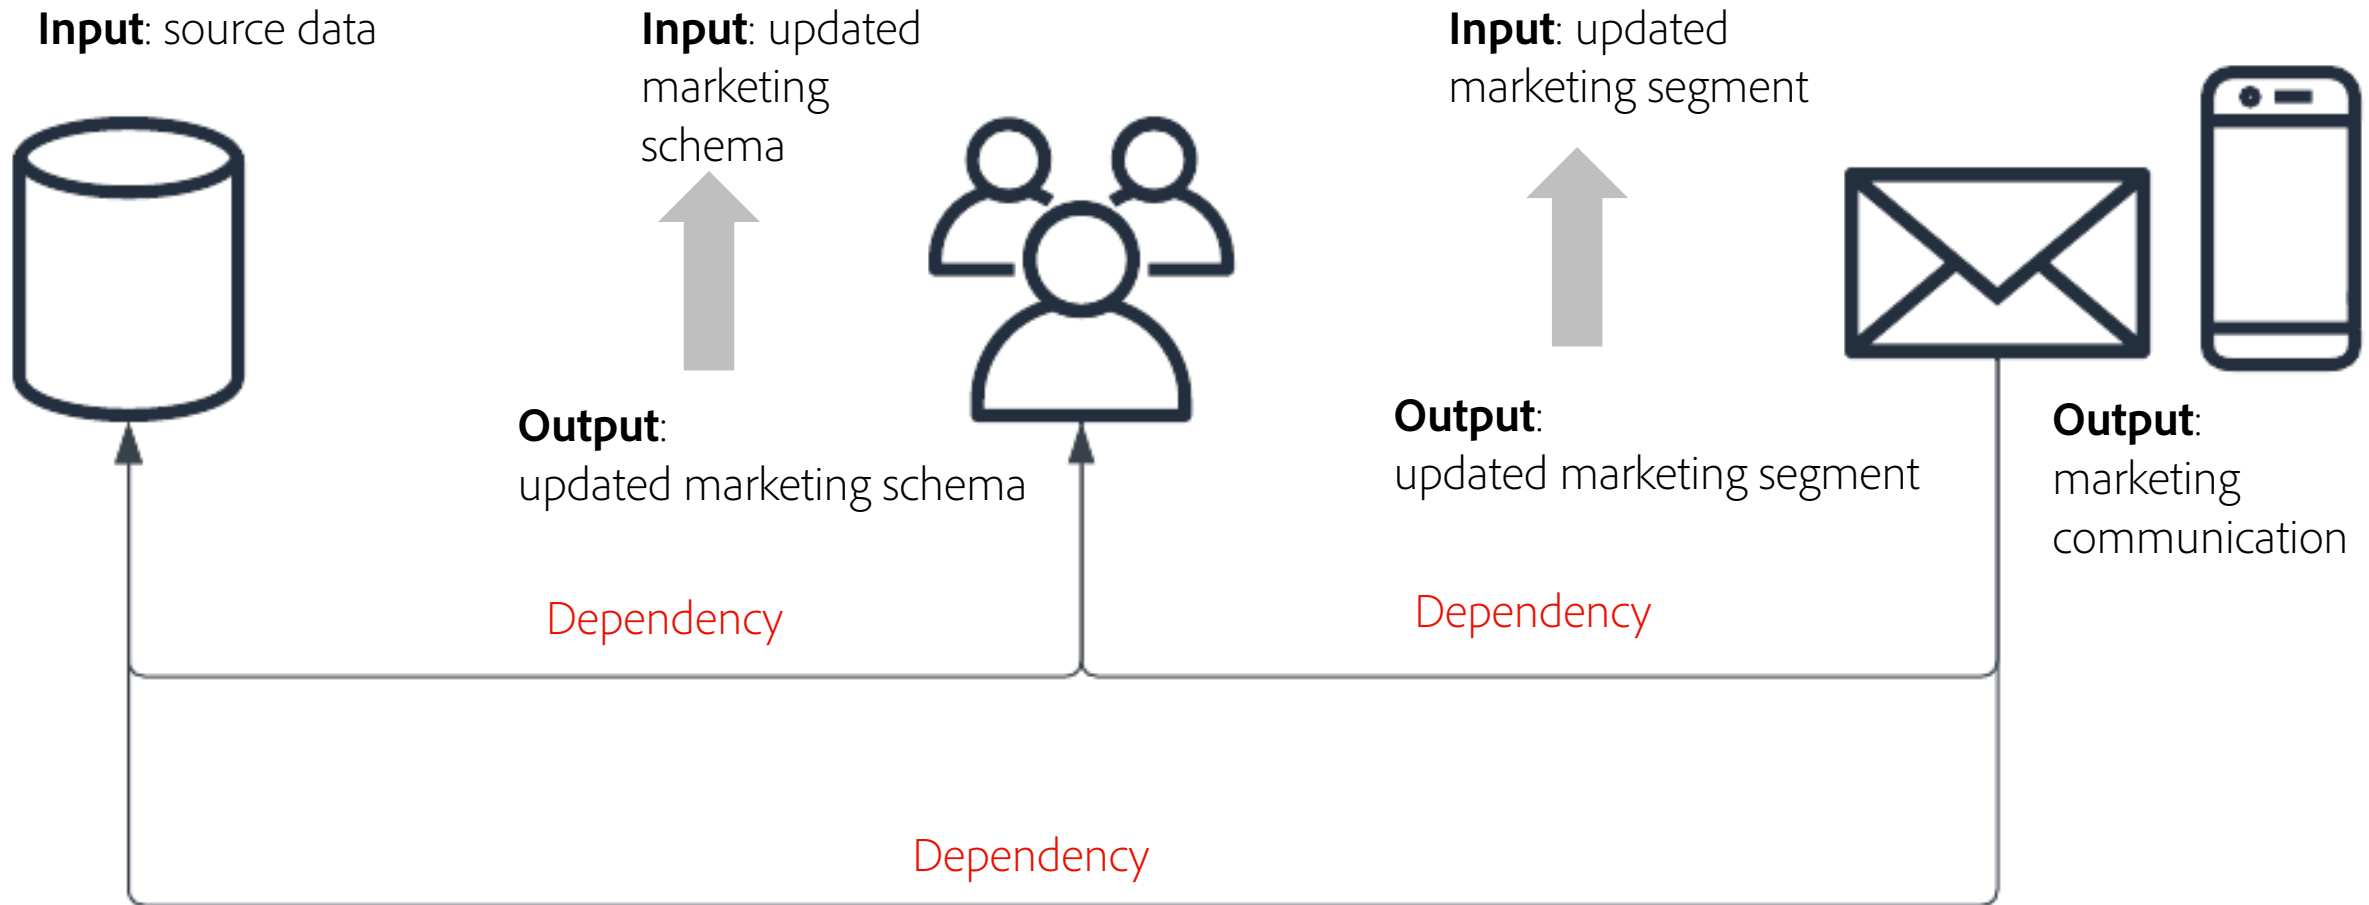 Input: source data
Input: updated
marketing
schema
Input: updated
marketing segment
Output:
updated marketing schema
Output:
updated marketing segment
Output:
marketing
communication
Dependency
Dependency
Dependency